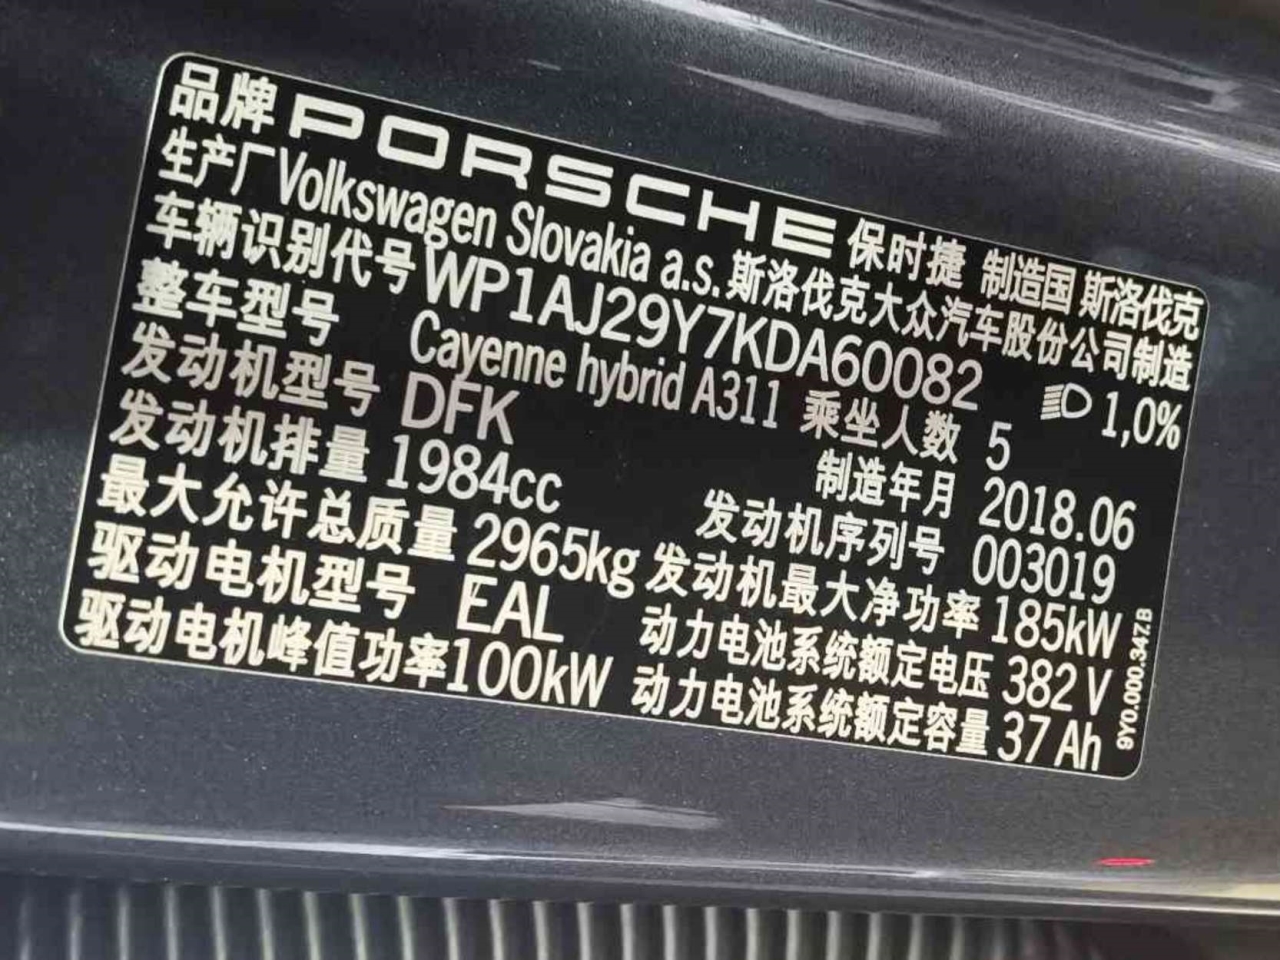 品牌 PORSCHE 保时捷 制造国 斯洛伐克
生产厂 Volkswagen Slovakia a.s. 斯洛伐克大众汽车股份公司制造
车辆识别代号 WP1AJ29Y7KDA60082 1,0%
整车型号 Cayenne hybrid A311 乘坐人数 5
发动机型号 DFK 制造年月 2018.06
发动机排量 1984cc 发动机序列号 003019
最大允许总质量 2965kg 发动机最大净功率 185kW
驱动电机型号 EAL 动力电池系统额定电压 382 V
驱动电机峰值功率 100kW 动力电池系统额定容量 37 Ah
9Y0.000.347.B